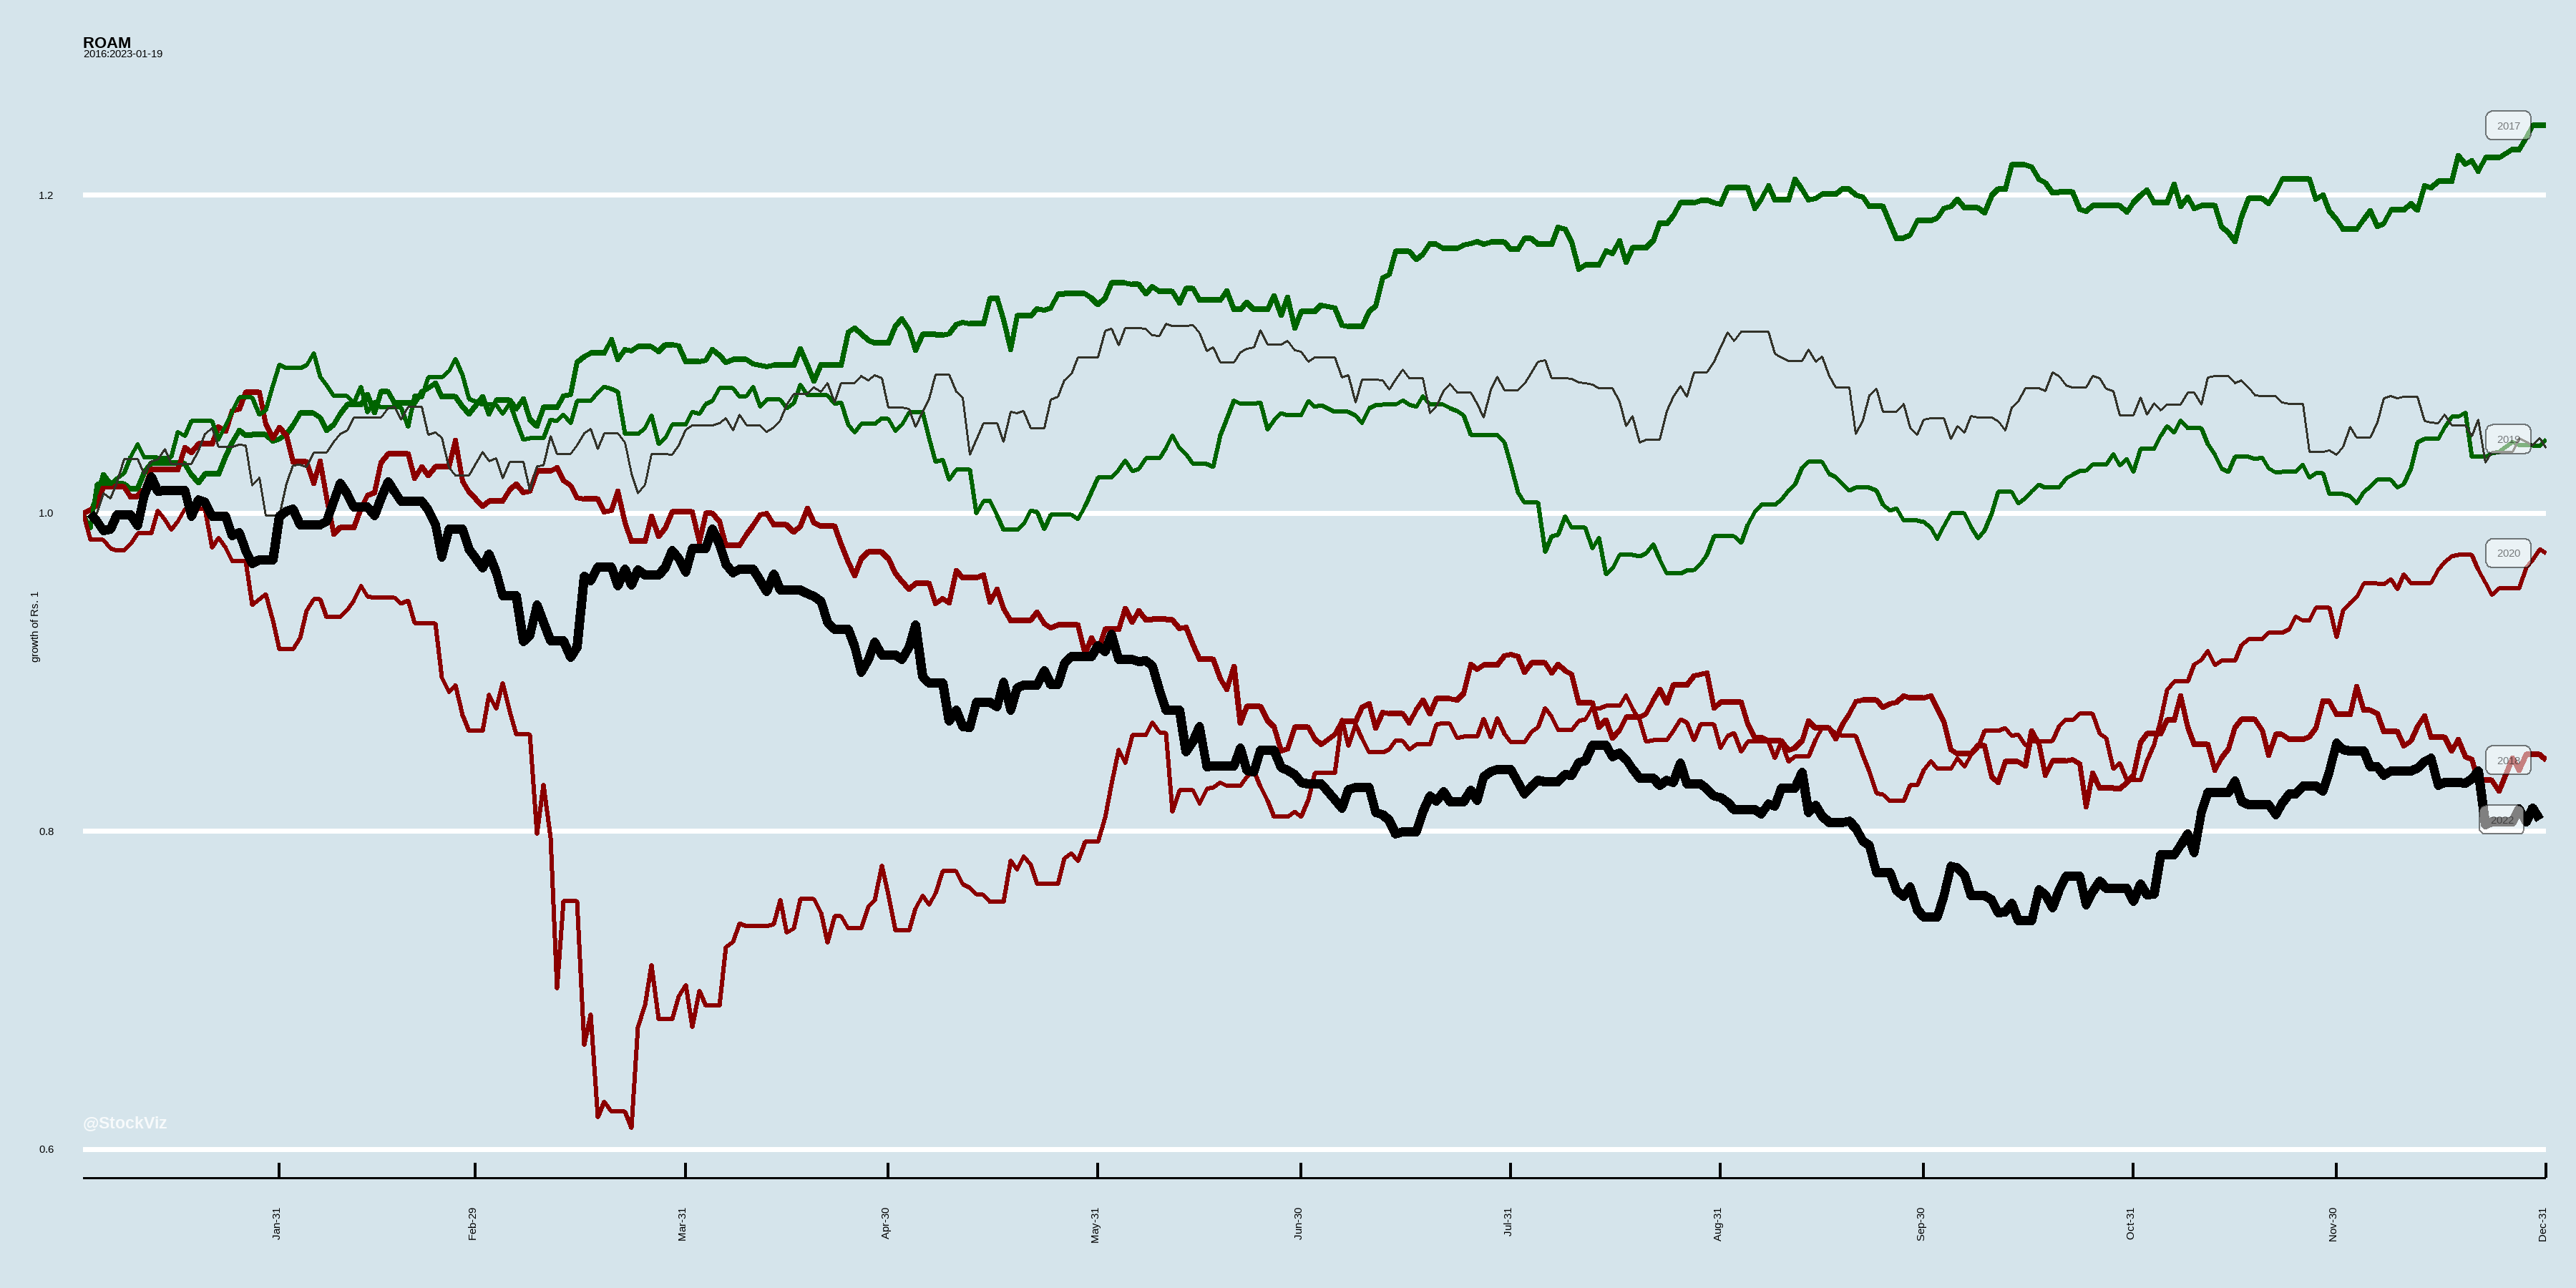 ROAM
2016:2023-01-19
2017
1.2
2019
1.0
2020
growth of Rs. 1
2018
2022
0.8
@StockViz
0.6
Jan-31
Feb-29
Mar-31
Apr-30
May-31
Jun-30
Jul-31
Aug-31
Sep-30
Oct-31
Nov-30
Dec-31